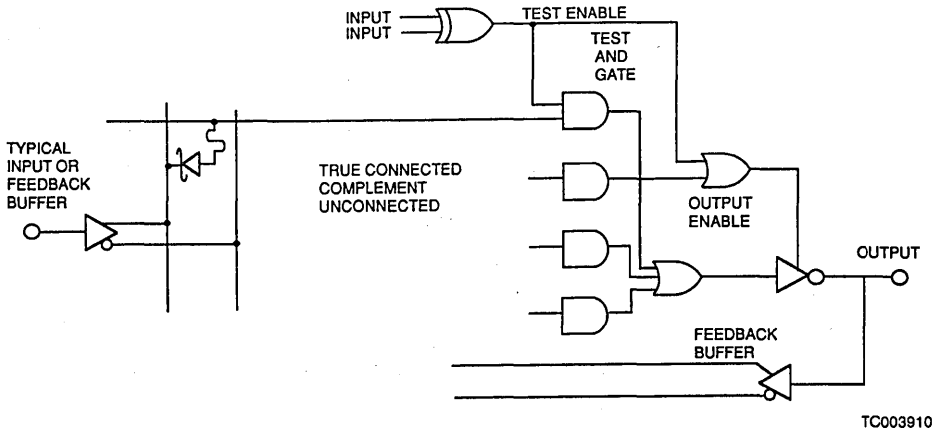 INPUT
INPUT
TEST ENABLE
TEST
AND
GATE
TYPICAL
INPUT OR
FEEDBACK
BUFFER
TRUE CONNECTED
COMPLEMENT
UNCONNECTED
OUTPUT
ENABLE
OUTPUT
FEEDBACK
BUFFER
TC003910